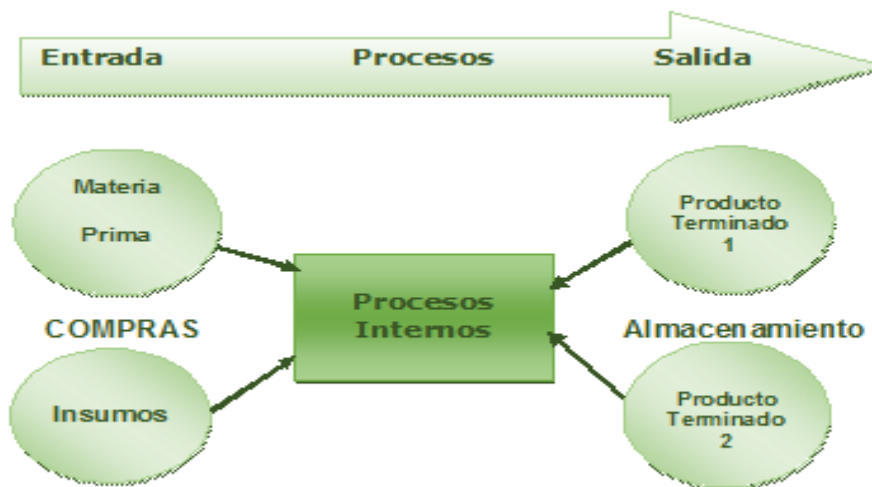 Entrada Procesos Salida
Materia
Prima
Producto
Terminado
1
Procesos
Internos
COMPRAS
Almacenamiento
Insumos
Producto
Terminado
2